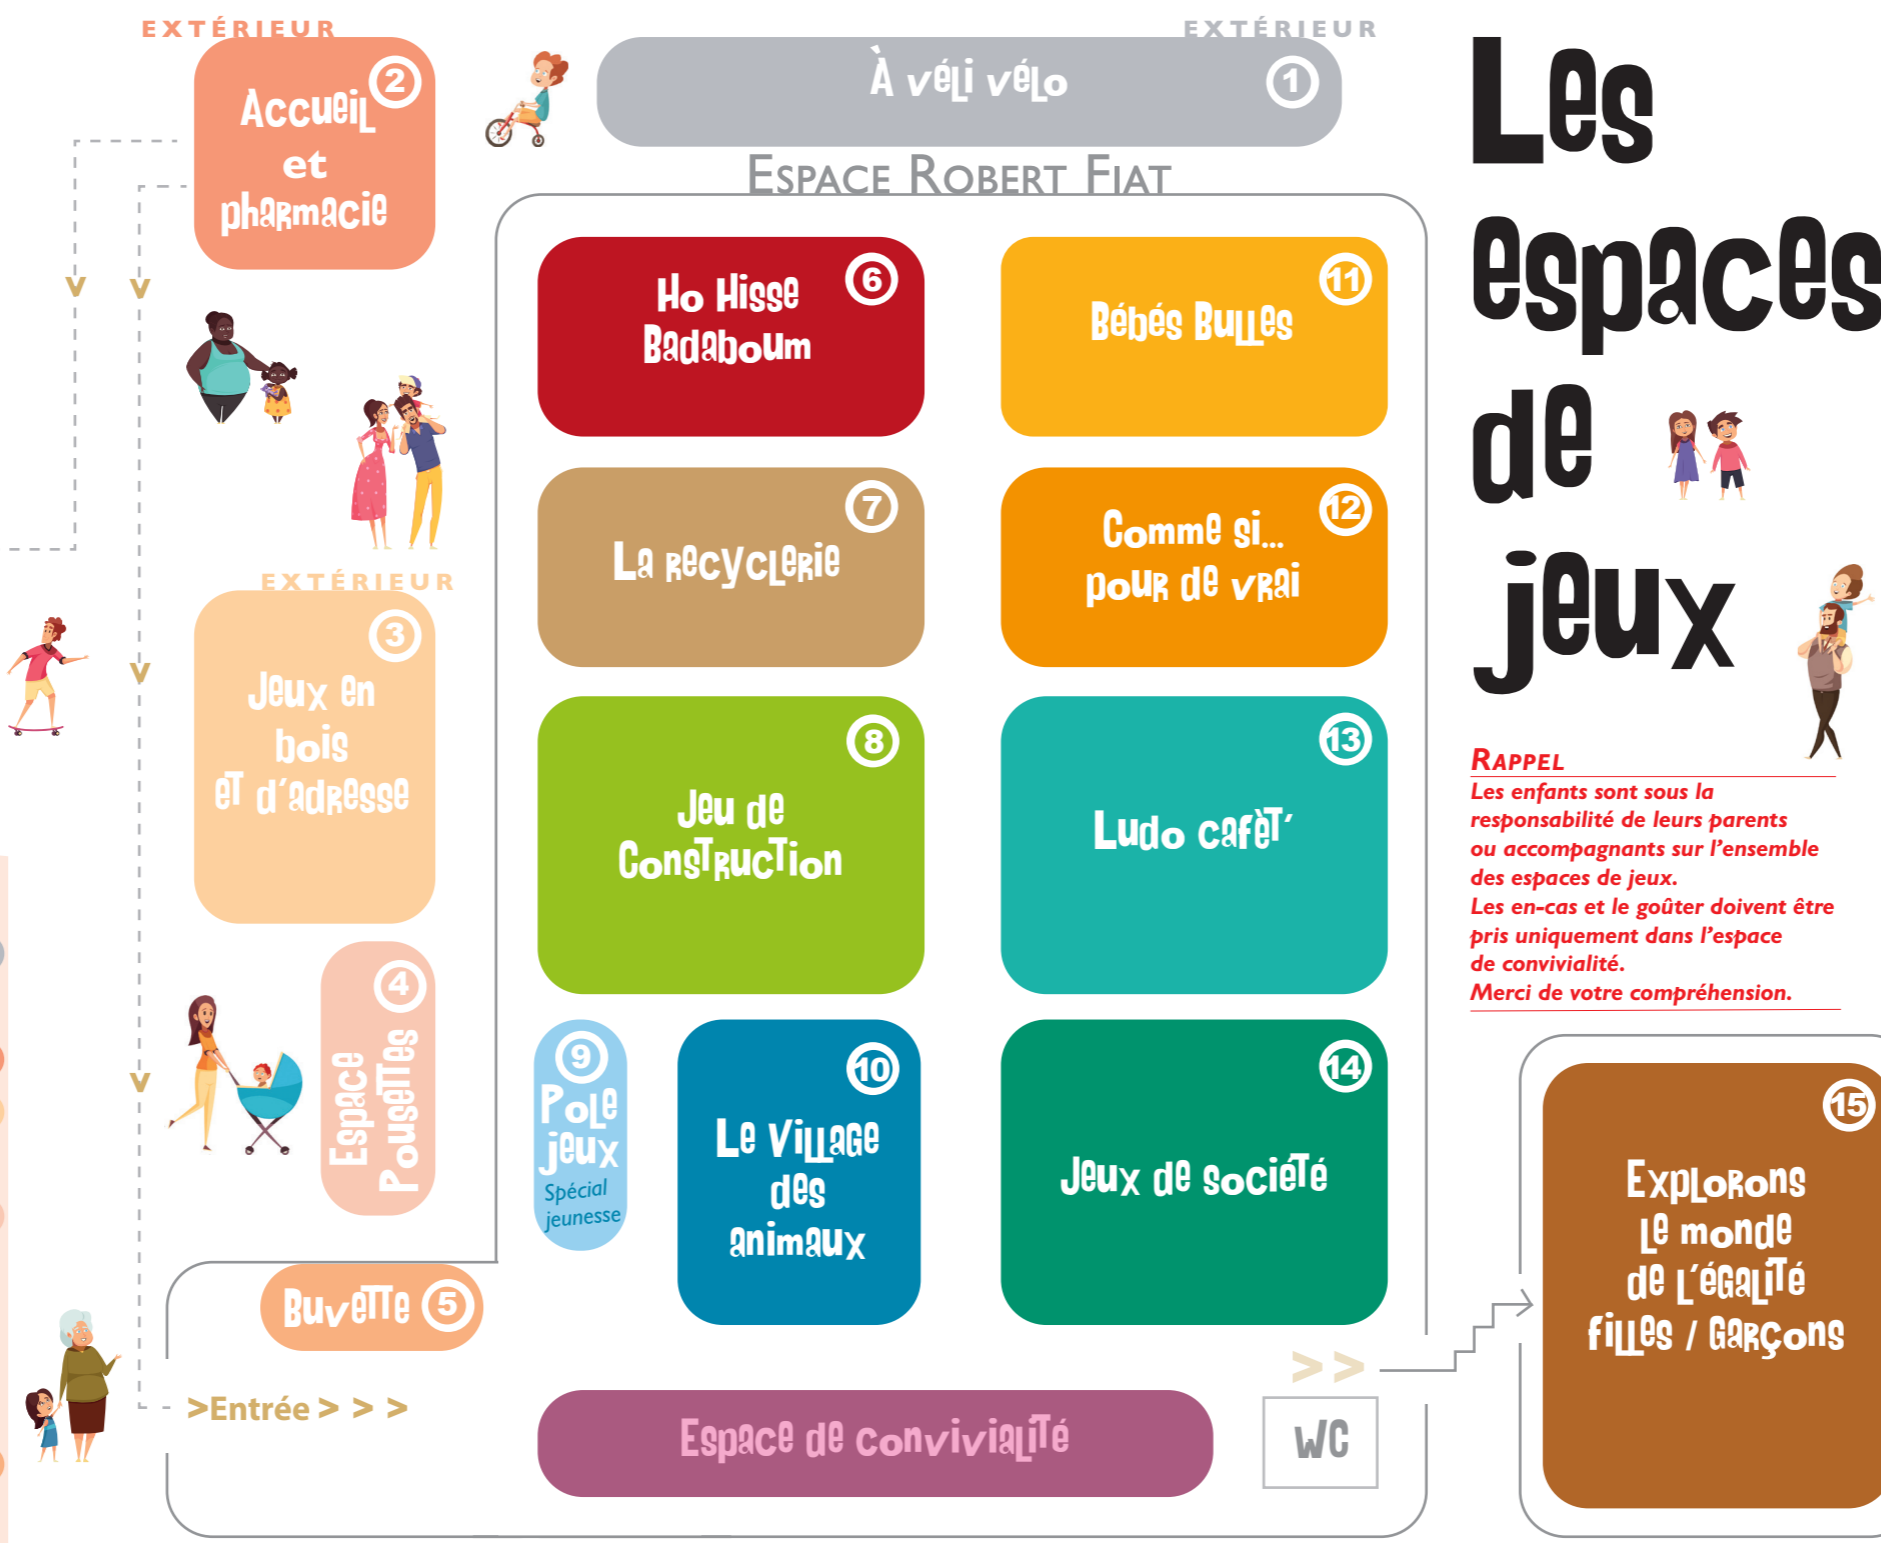 EXTÉRIEUR
2
Accueil
et
pharmacie
EXTÉRIEUR
À véli vélo
1
Espace Robert Fiat
Les
espaces
de
jeux
6
Ho Hisse
Badaboum
11
Bébés Bulles
7
La recyclerie
12
Comme si...
pour de vrai
EXTÉRIEUR
3
Jeux en
bois
et d'adresse
8
Jeu de
Construction
13
Ludo cafèt'
Rappel
Les enfants sont sous la
responsabilité de leurs parents
ou accompagnants sur l'ensemble
des espaces de jeux.
Les en-cas et le goûter doivent être
pris uniquement dans l'espace
de convivialité.
Merci de votre compréhension.
4
Espace
Pousettes
9
Pole
jeux
Spécial
jeunesse
10
Le Village
des
animaux
14
Jeux de société
15
Explorons
le monde
de l'égalité
filles / garçons
Buvette 5
>Entrée > > >
Espace de convivialité
>>
WC